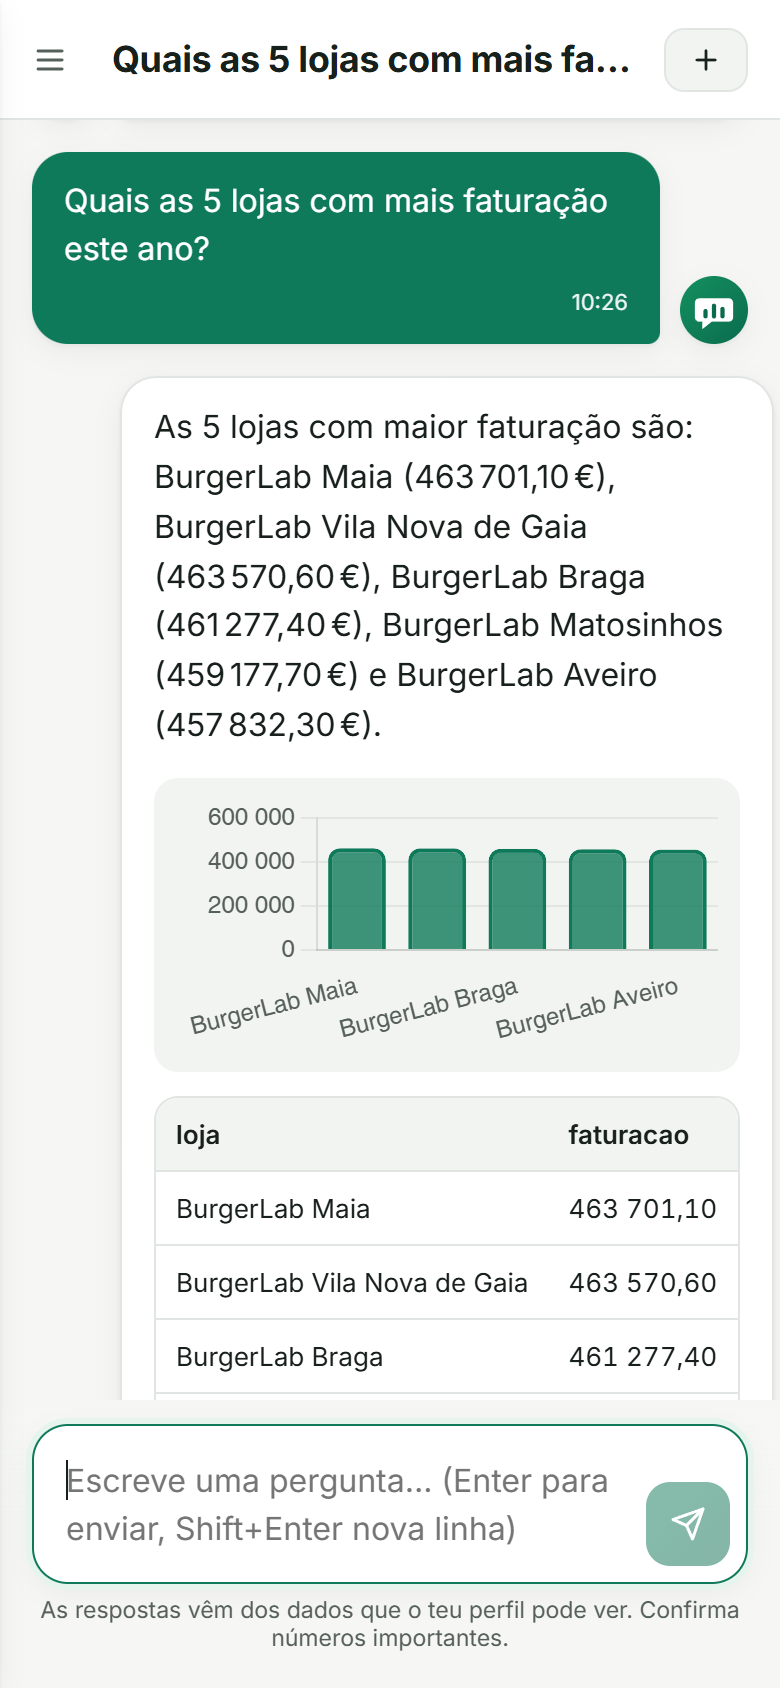 Quais as 5 lojas com mais fa...
Quais as 5 lojas com mais faturação
este ano?
10:26
As 5 lojas com maior faturação são:
BurgerLab Maia (463 701,10 €),
BurgerLab Vila Nova de Gaia
(463 570,60 €), BurgerLab Braga
(461 277,40 €), BurgerLab Matosinhos
(459 177,70 €) e BurgerLab Aveiro
(457 832,30 €).
600 000
400 000
200 000
0
BurgerLab Maia
BurgerLab Braga
BurgerLab Aveiro
loja faturacao
BurgerLab Maia 463 701,10
BurgerLab Vila Nova de Gaia 463 570,60
BurgerLab Braga 461 277,40
Escreve uma pergunta... (Enter para
enviar, Shift+Enter nova linha)
As respostas vêm dos dados que o teu perfil pode ver. Confirma
números importantes.